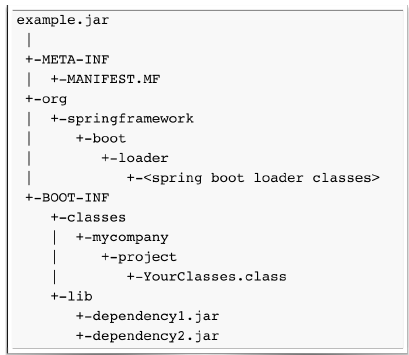 example.jar
 |
 +-META-INF
 |  +-MANIFEST.MF
 +-org
 |  +-springframework
 |     +-boot
 |        +-loader
 |           +-<spring boot loader classes>
 +-BOOT-INF
    +-classes
    |  +-mycompany
    |     +-project
    |        +-YourClasses.class
    +-lib
       +-dependency1.jar
       +-dependency2.jar